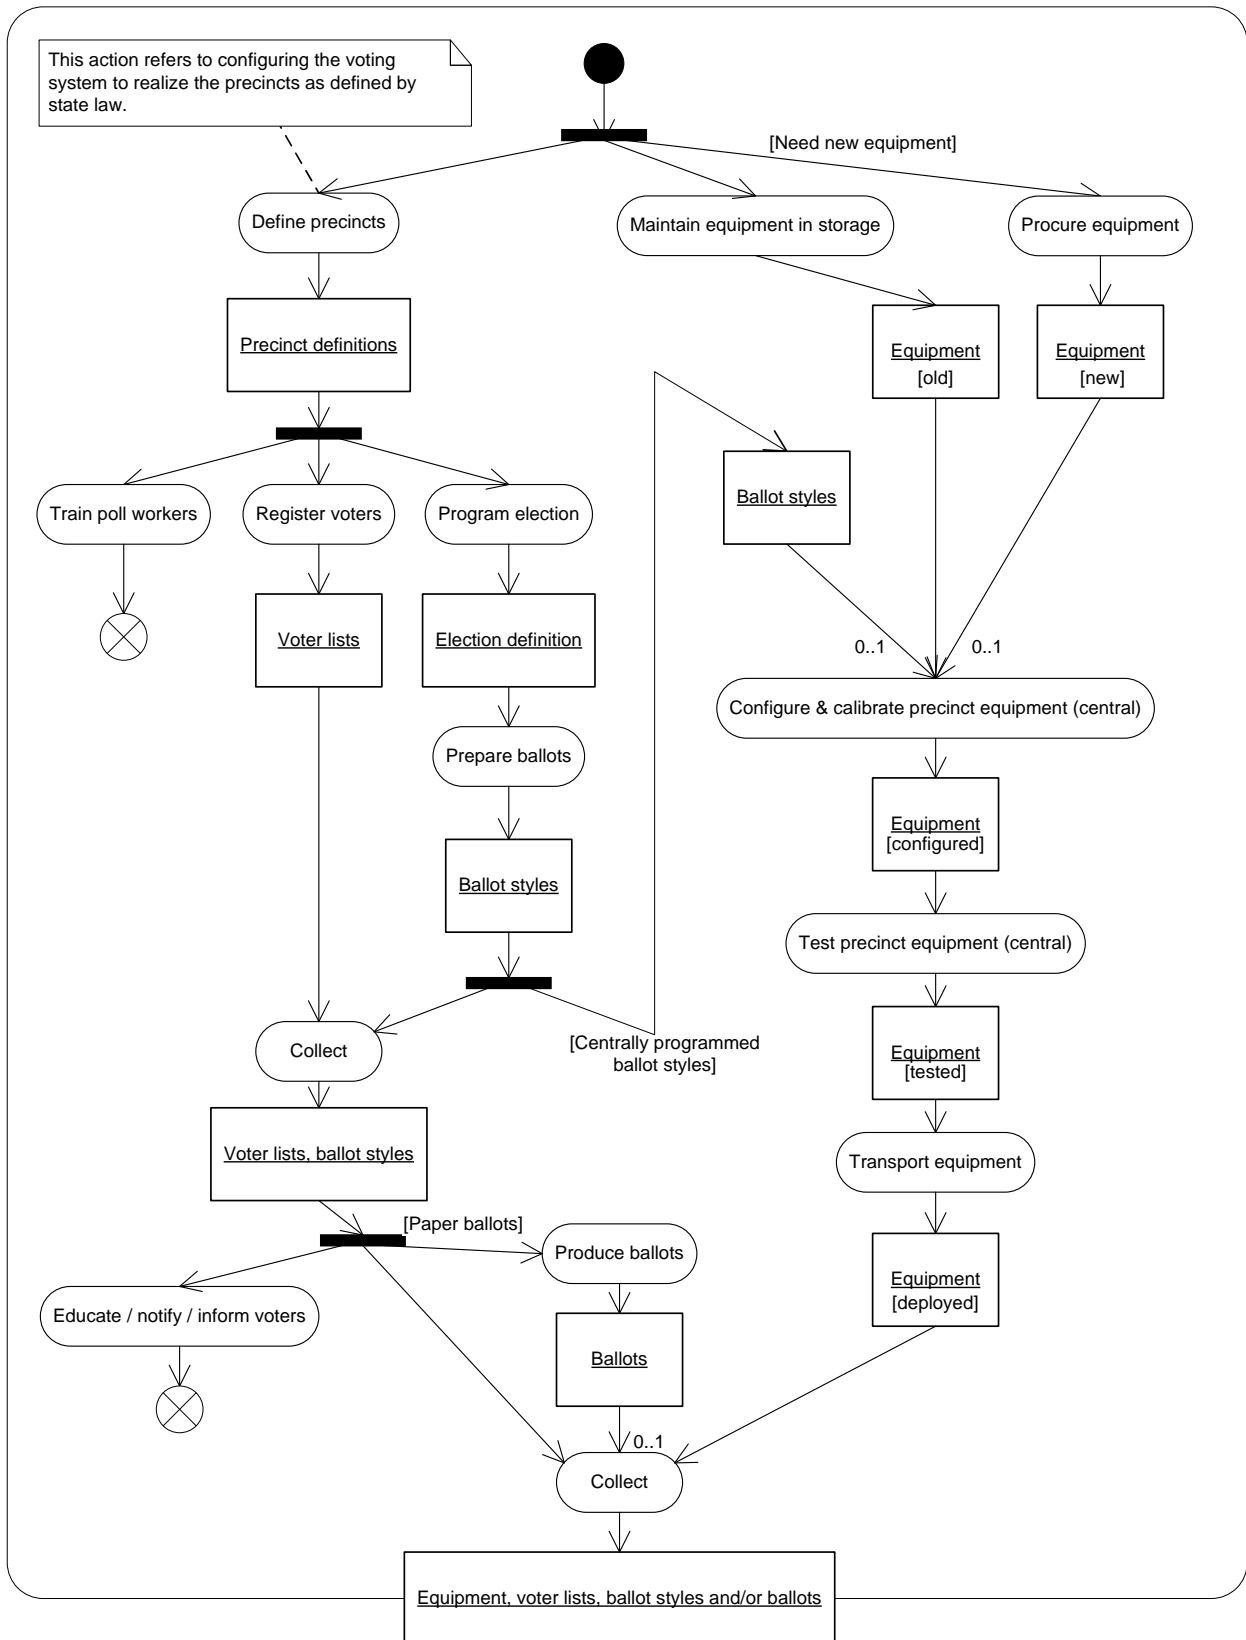 This action refers to configuring the voting
system to realize the precincts as defined by
state law.
[Need new equipment]
Define precincts
Maintain equipment in storage
Procure equipment
Precinct definitions
Equipment
[old]
Equipment
[new]
Ballot styles
Train poll workers
Register voters
Program election
Voter lists
Election definition
0..1
0..1
Configure & calibrate precinct equipment (central)
Prepare ballots
Equipment
[configured]
Ballot styles
Test precinct equipment (central)
Collect
[Centrally programmed
ballot styles]
Equipment
[tested]
Voter lists, ballot styles
Transport equipment
[Paper ballots]
Produce ballots
Equipment
[deployed]
Educate / notify / inform voters
Ballots
0..1
Collect
Equipment, voter lists, ballot styles and/or ballots